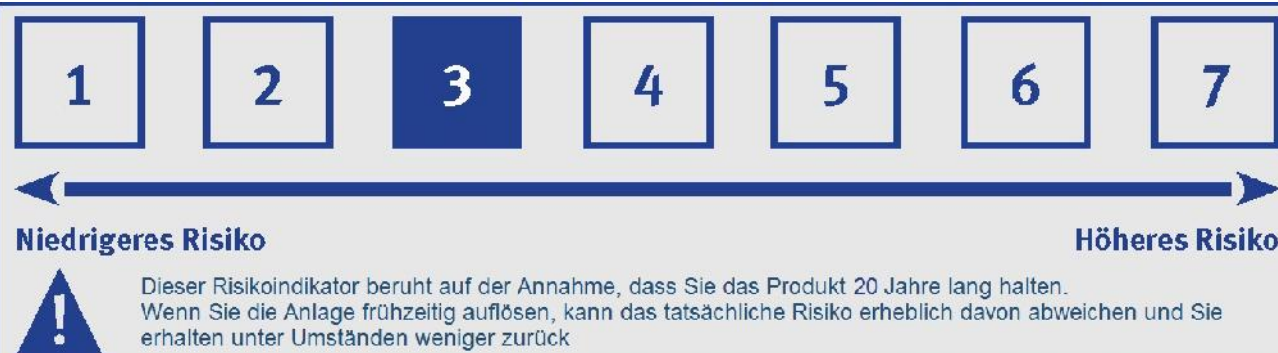 1 2 3 4 5 6 7
Niedrigeres Risiko Höheres Risiko
!
Dieser Risikoindikator beruht auf der Annahme, dass Sie das Produkt 20 Jahre lang halten.
Wenn Sie die Anlage frühzeitig auflösen, kann das tatsächliche Risiko erheblich davon abweichen und Sie
erhalten unter Umständen weniger zurück